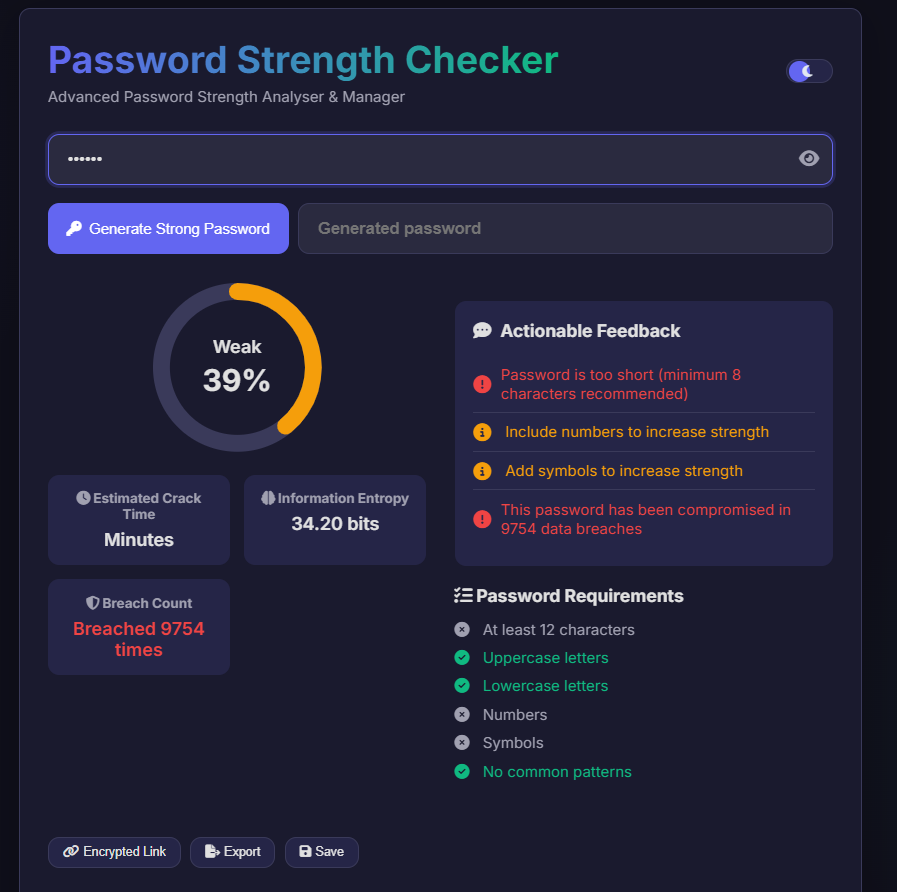 Password Strength Checker
Advanced Password Strength Analyser & Manager
••••••
Generate Strong Password
Generated password
Weak
39%
Estimated Crack
Time
Minutes
Information Entropy
34.20 bits
Breach Count
Breached 9754
times
Actionable Feedback
Password is too short (minimum 8
characters recommended)
Include numbers to increase strength
Add symbols to increase strength
This password has been compromised in
9754 data breaches
Password Requirements
At least 12 characters
Uppercase letters
Lowercase letters
Numbers
Symbols
No common patterns
Encrypted Link
Export
Save